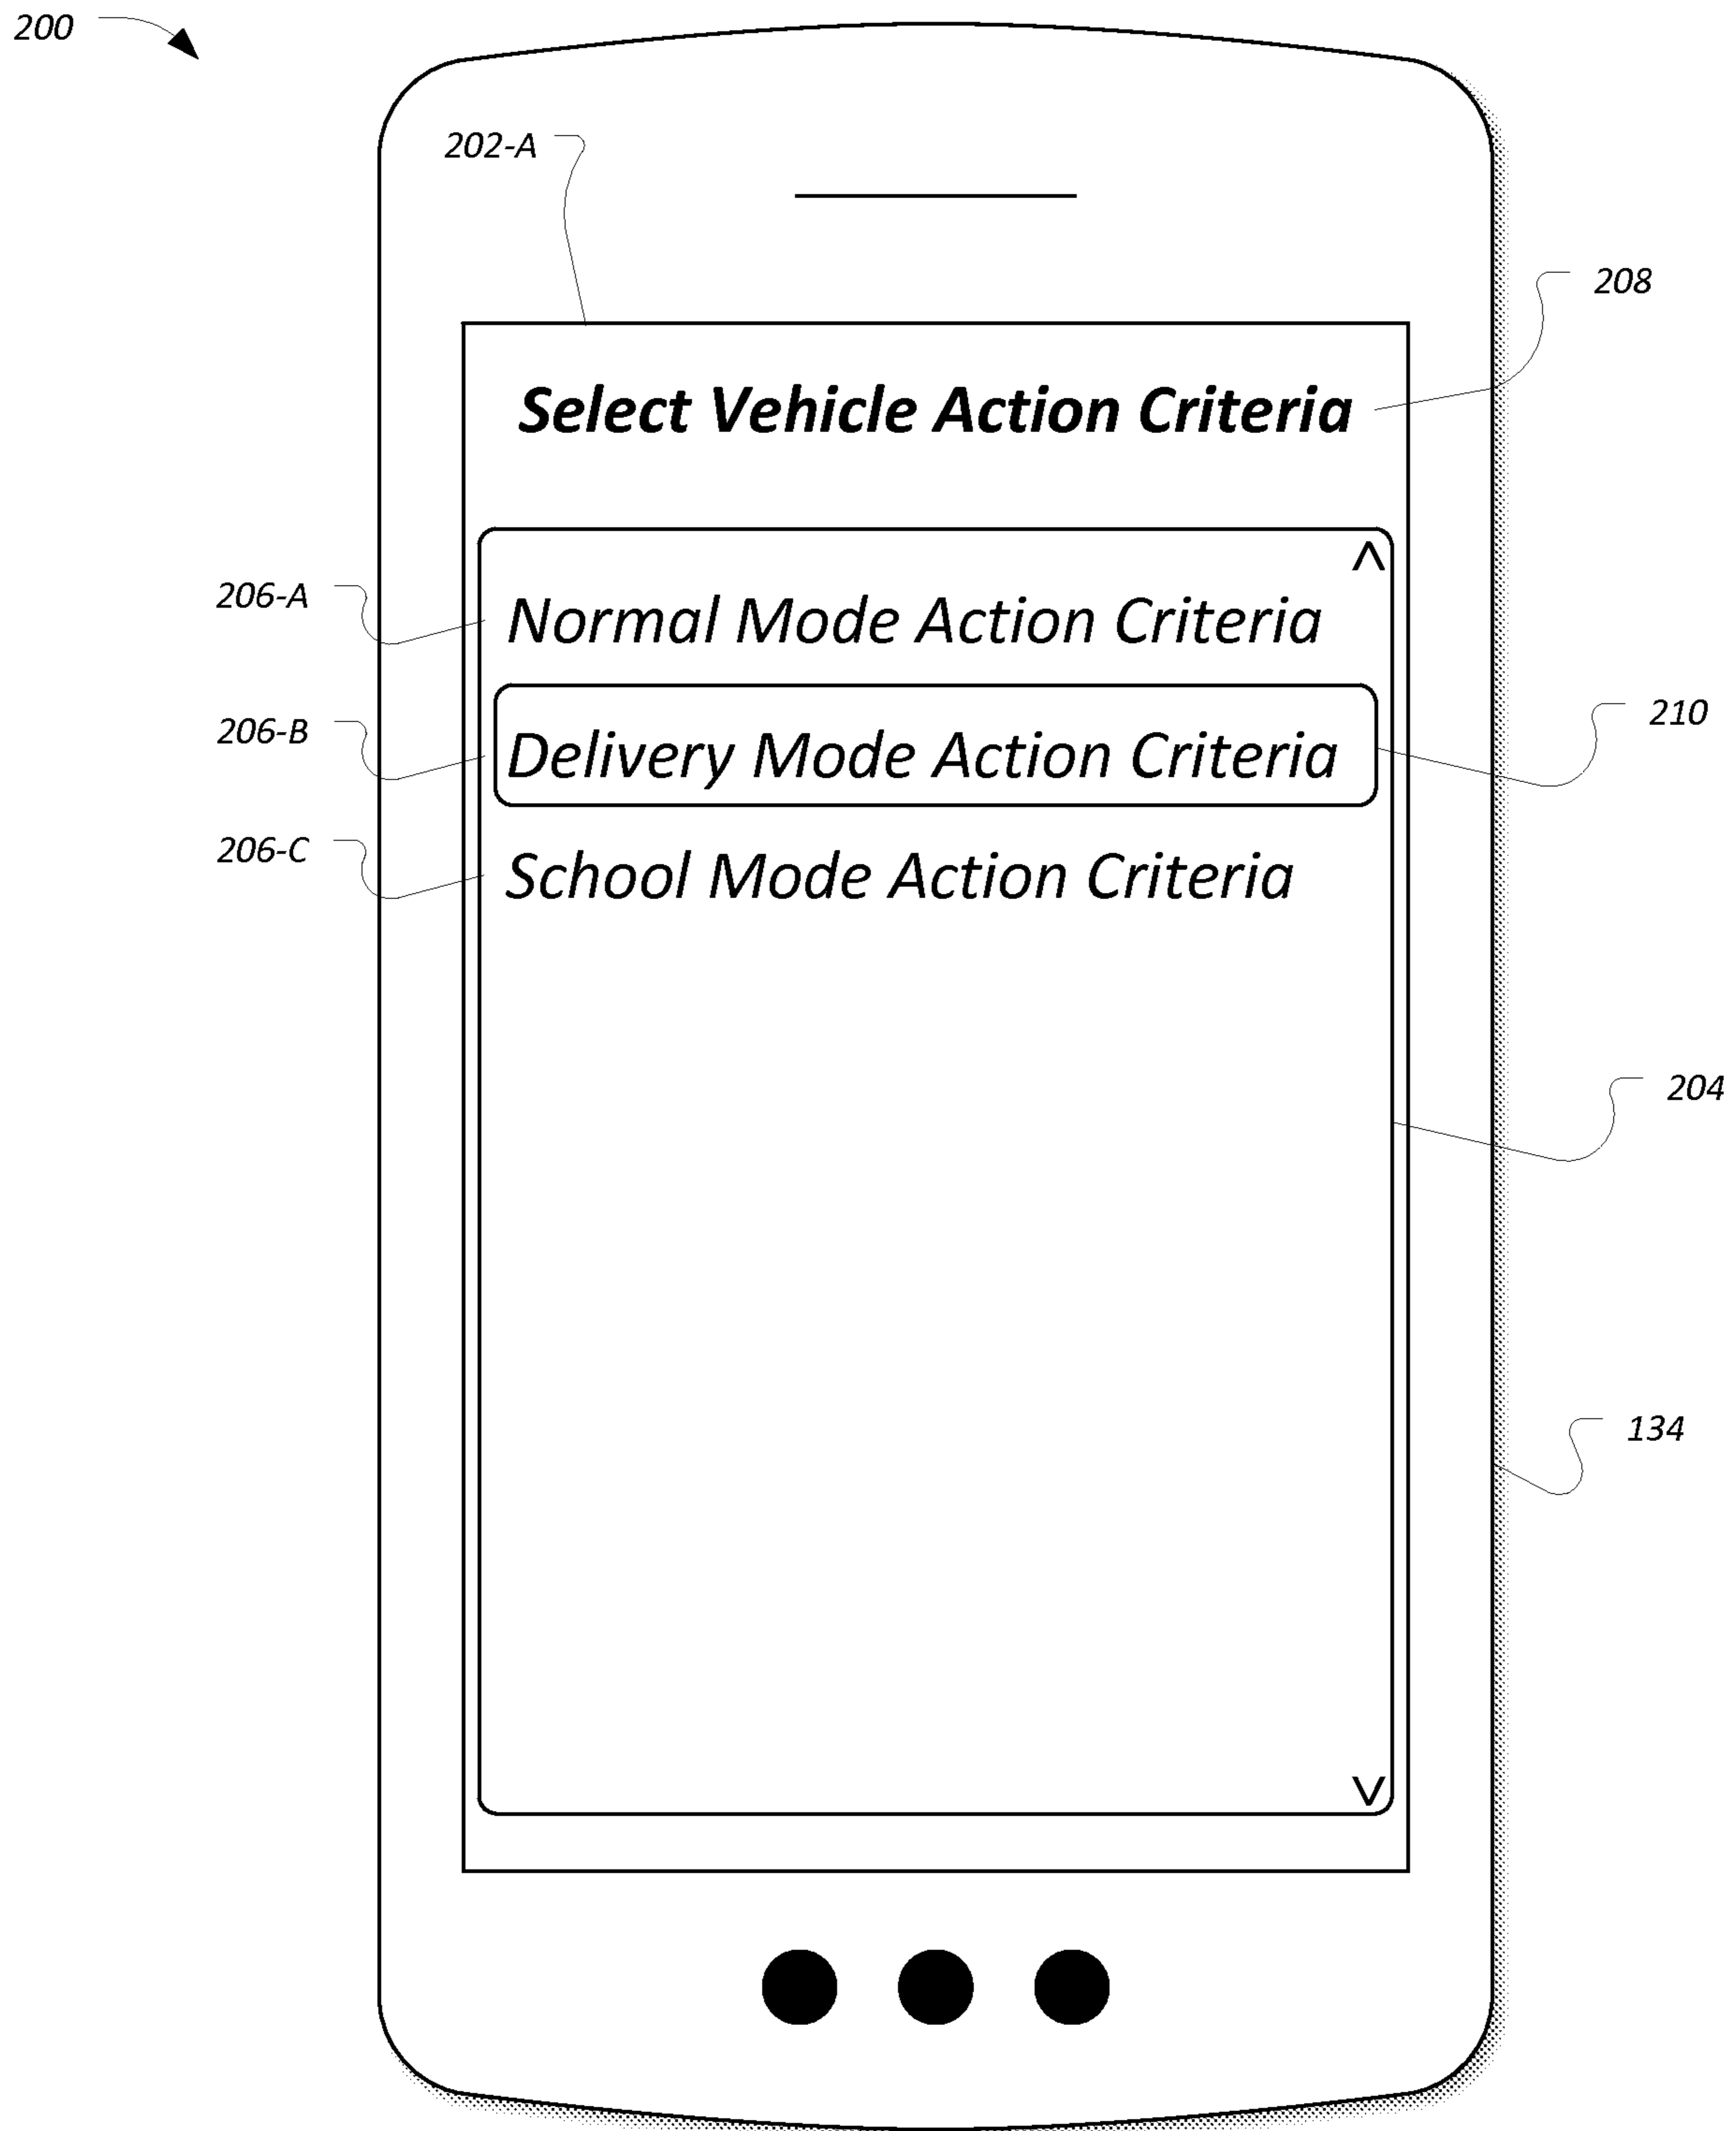 200
202-A
208
Select Vehicle Action Criteria
206-A
Normal Mode Action Criteria
206-B
Delivery Mode Action Criteria
210
206-C
School Mode Action Criteria
204
134